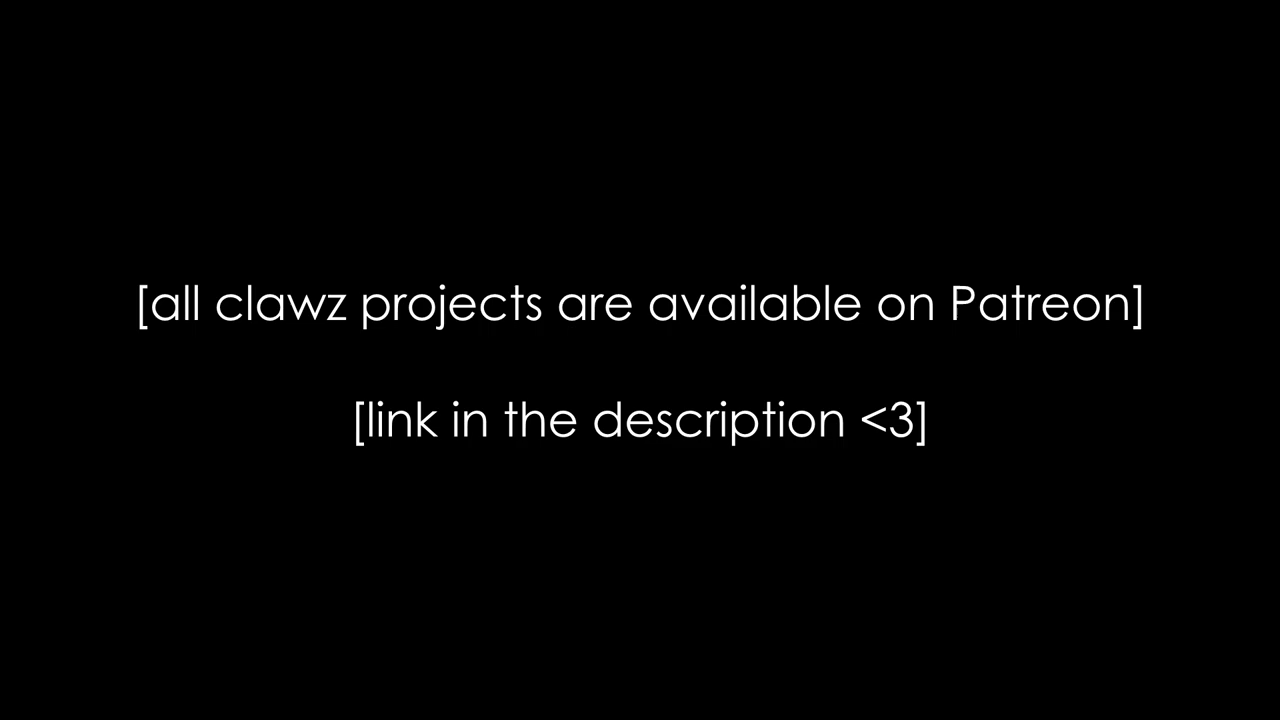 [all clawz projects are available on Patreon]
[link in the description <3]